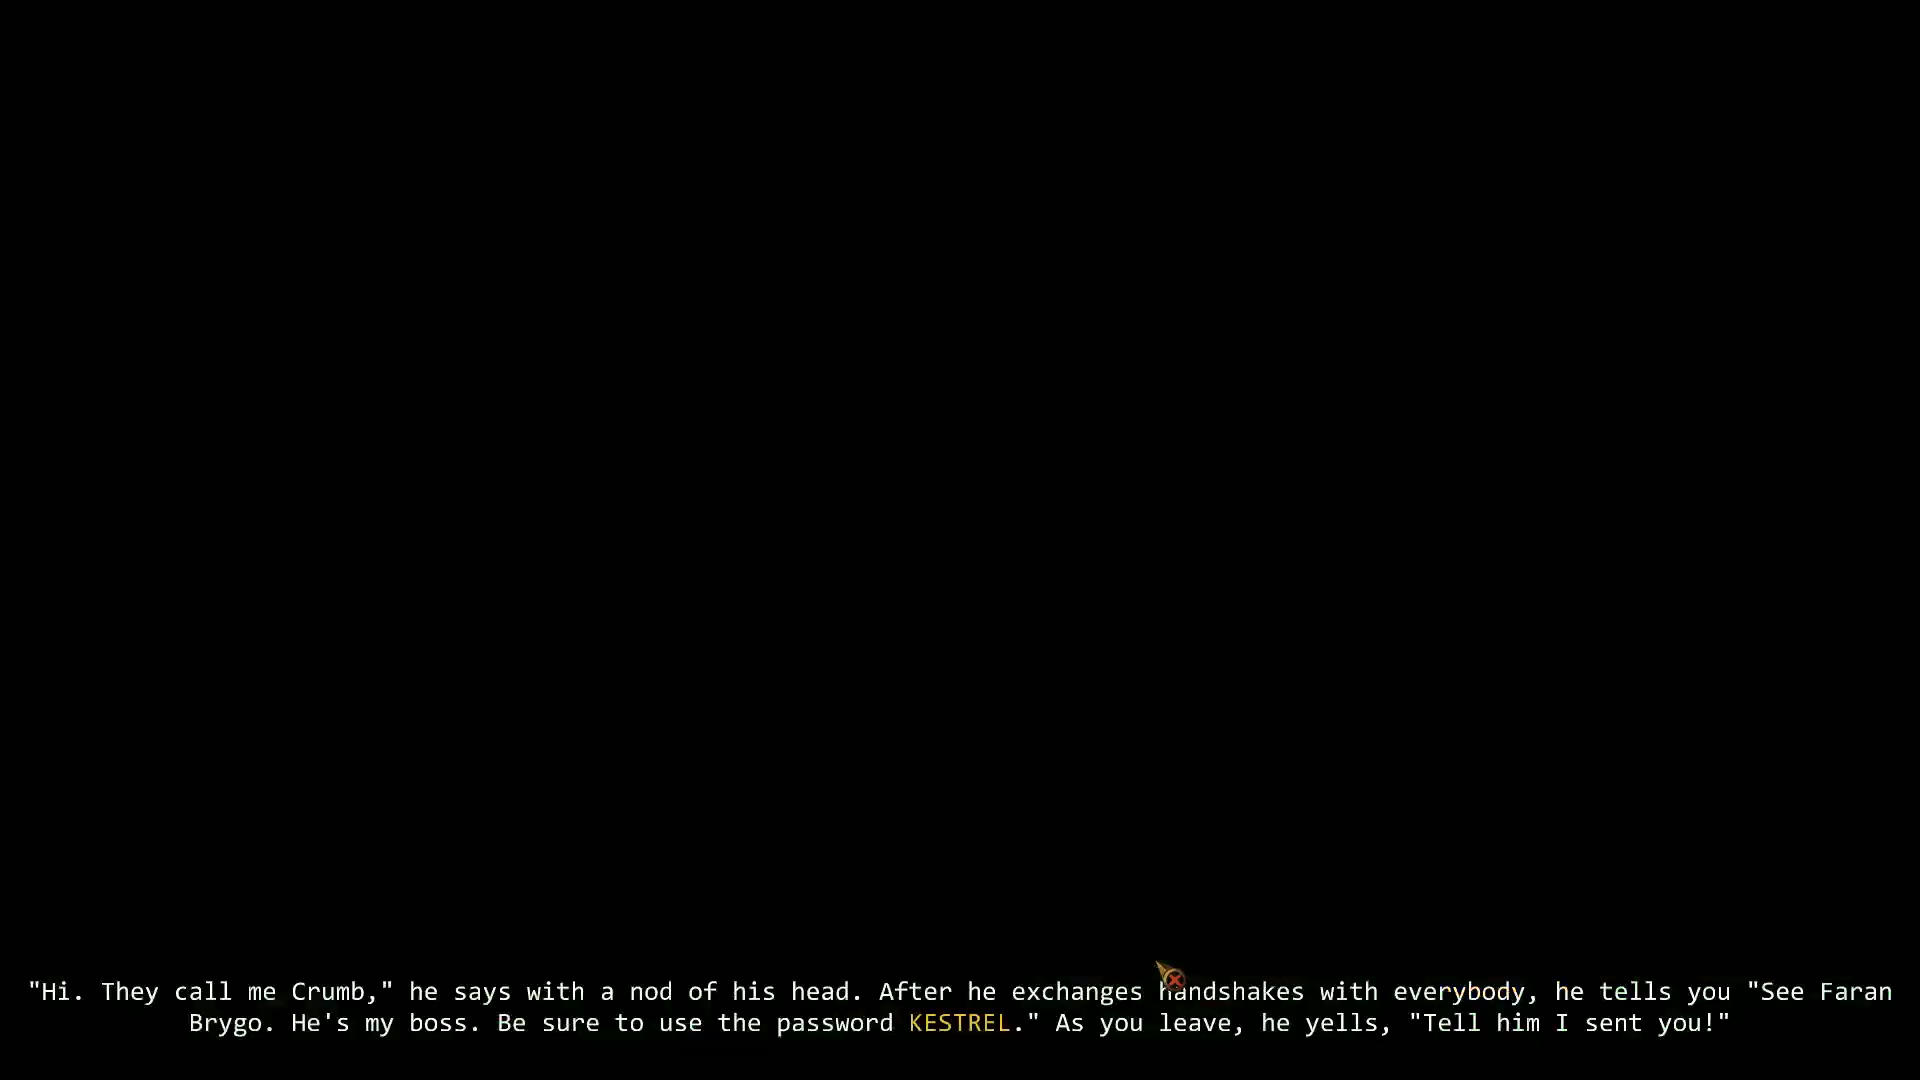 "Hi. They call me Crumb," he says with a nod of his head. After he exchanges handshakes with everybody, he tells you "See Faran
Brygo. He's my boss. Be sure to use the password KESTREL." As you leave, he yells, "Tell him I sent you!"